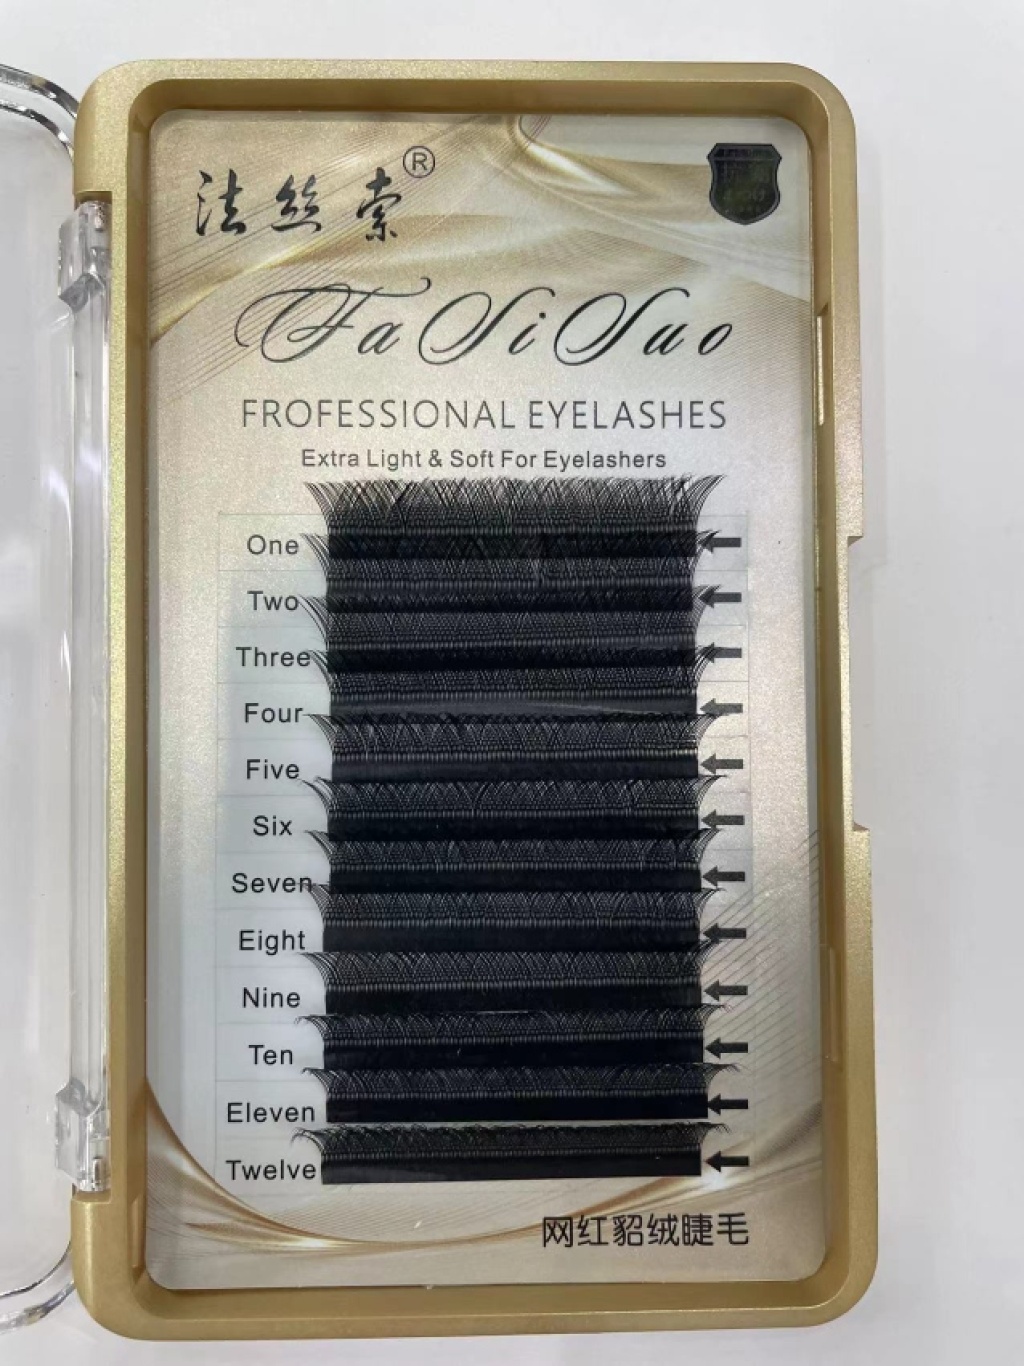 法丝索®
FaSiSuo
FROFESSIONAL EYELASHES
Extra Light & Soft For Eyelashers
One
Two
Three
Four
Five
Six
Seven
Eight
Nine
Ten
Eleven
Twelve
网红貂绒睫毛